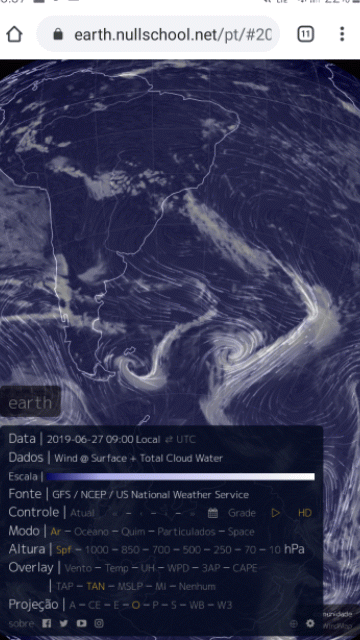 earth.nullschool.net/pt/#20
11
earth
Data | 2019-06-27 09:00 Local ⇄ UTC
Dados | Wind @ Surface + Total Cloud Water
Escala |
Fonte | GFS / NCEP / US National Weather Service
Controle | Atual Grade HD
Modo | Ar – Oceano – Quim – Particulados – Space
Altura | Spf – 1000 – 850 – 700 – 500 – 250 – 70 – 10 hPa
Overlay | Vento – Temp – UH – WPD – 3AP – CAPE
| TAP – TAN – MSLP – MI – Nenhum
Projeção | A – CE – E – O – P – S – WB – W3
sobre